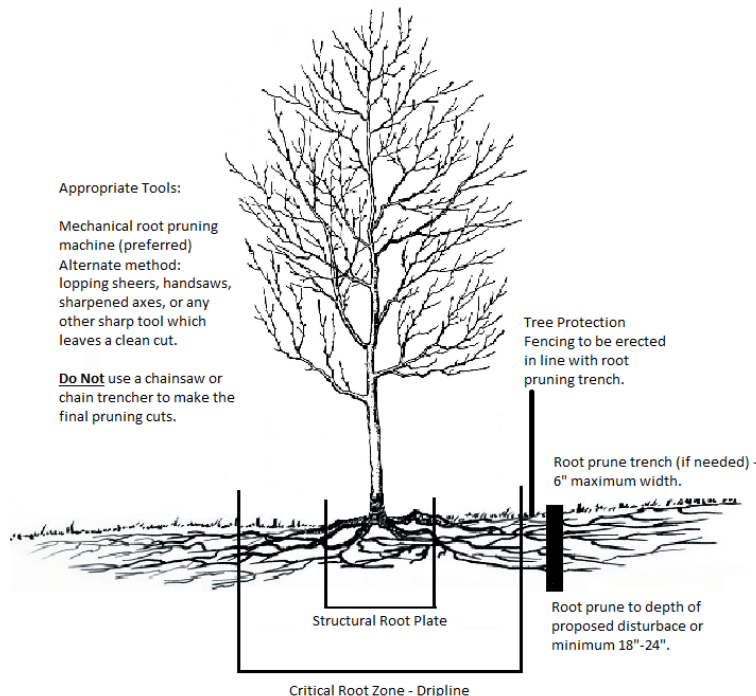 Appropriate Tools:
Mechanical root pruning
machine (preferred)
Alternate method:
lopping sheers, handsaws,
sharpened axes, or any
other sharp tool which
leaves a clean cut.
Do Not use a chainsaw or
chain trencher to make the
final pruning cuts.
Tree Protection
Fencing to be erected
in line with root
pruning trench.
Root prune trench (if needed) -
6" maximum width.
Root prune to depth of
proposed disturbace or
minimum 18"-24".
Structural Root Plate
Critical Root Zone - Dripline